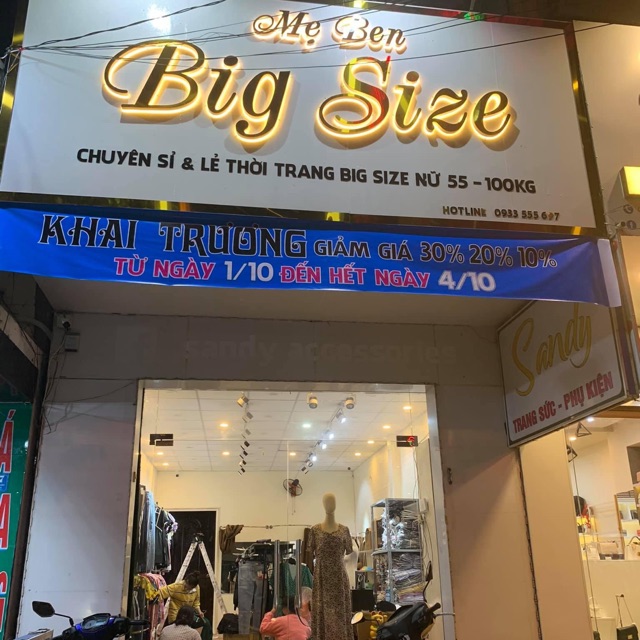 Mẹ Ben
Big Size
CHUYÊN SỈ & LẺ THỜI TRANG BIG SIZE NỮ 55 - 100KG
HOTLINE 0933 555
KHAI TRƯƠNG GIẢM GIÁ 30% 20% 10%
TỪ NGÀY 1/10 ĐẾN HẾT NGÀY 4/10
sandy accessories
Sandy
TRANG SỨC - PHỤ KIỆN